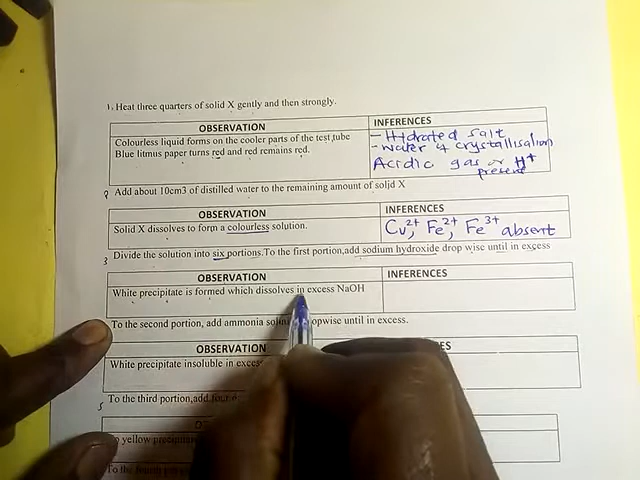 1. Heat three quarters of solid X gently and then strongly.
OBSERVATION INFERENCES
Colourless liquid forms on the cooler parts of the test tube - Hydrated salt
Blue litmus paper turns red and red remains red. - Water of crystallisation
Acidic gas or H+ present
2 Add about 10cm3 of distilled water to the remaining amount of solid X
OBSERVATION INFERENCES
Solid X dissolves to form a colourless solution. Cu2+, Fe2+, Fe3+ absent
3 Divide the solution into six portions.To the first portion,add sodium hydroxide drop wise until in excess
OBSERVATION INFERENCES
White precipitate is formed which dissolves in excess NaOH
To the second portion, add ammonia opwise until in excess.
OBSERVATION
White precipitate insoluble in
5 To the third portion,add
yellow
To the